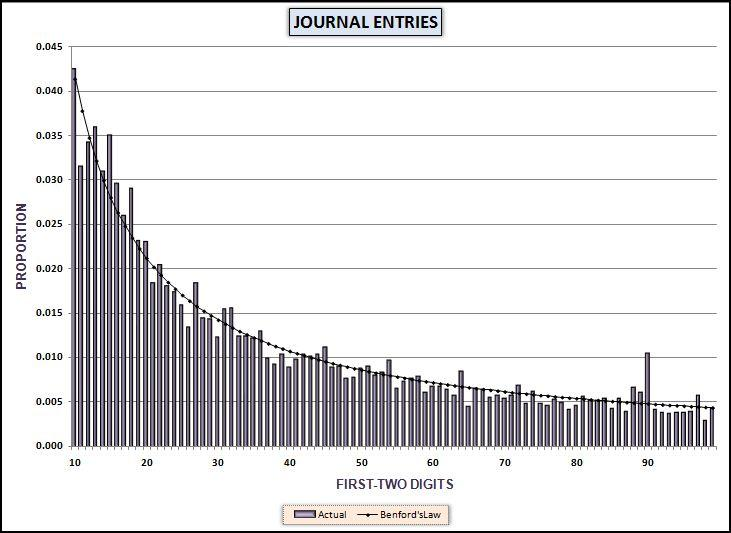 JOURNAL ENTRIES
0.045
0.040
0.035
0.030
0.025
0.020
0.015
0.010
0.005
0.000
PROPORTION
10 20 30 40 50 60 70 80 90
FIRST-TWO DIGITS
Actual Benford'sLaw